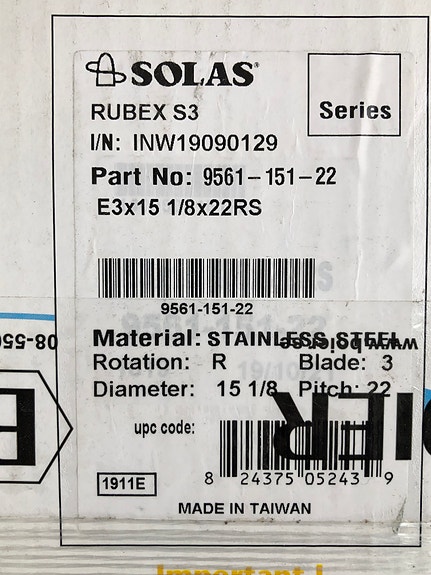 SOLAS
RUBEX S3
Series
I/N: INW19090129
Part No: 9561-151-22
E3x15 1/8x22RS
9561-151-22
Material: STAINLESS STEEL
Rotation: R Blade: 3
Diameter: 15 1/8 Pitch: 22
upc code:
8 24375 05243 9
1911E
MADE IN TAIWAN
Important!